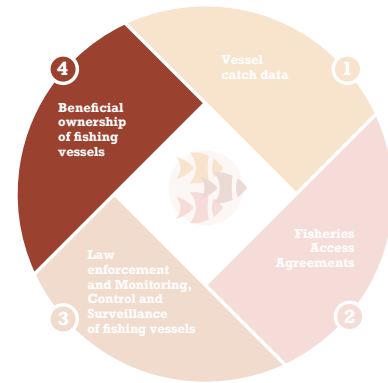 1
Vessel
catch data
2
Fisheries
Access
Agreements
3
Law
enforcement
and Monitoring,
Control and
Surveillance
of fishing vessels
4
Beneficial
ownership
of fishing
vessels